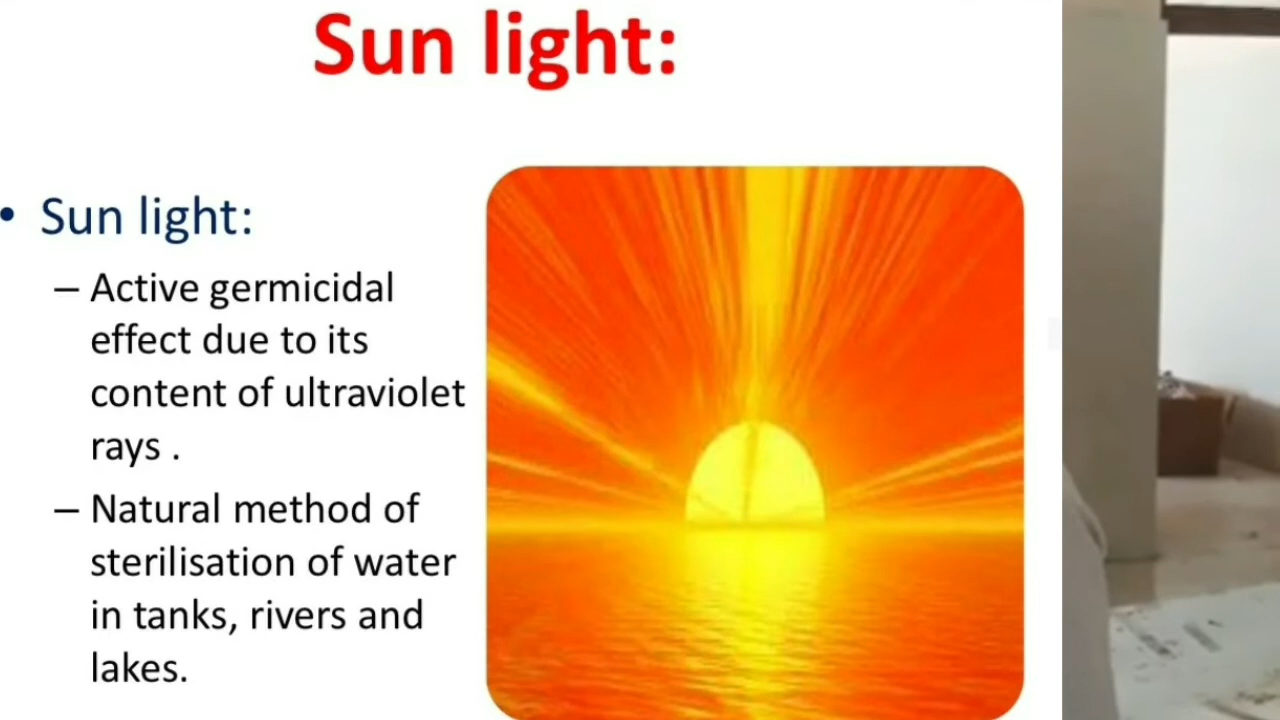 Sun light:
• Sun light:
– Active germicidal
effect due to its
content of ultraviolet
rays .
– Natural method of
sterilisation of water
in tanks, rivers and
lakes.